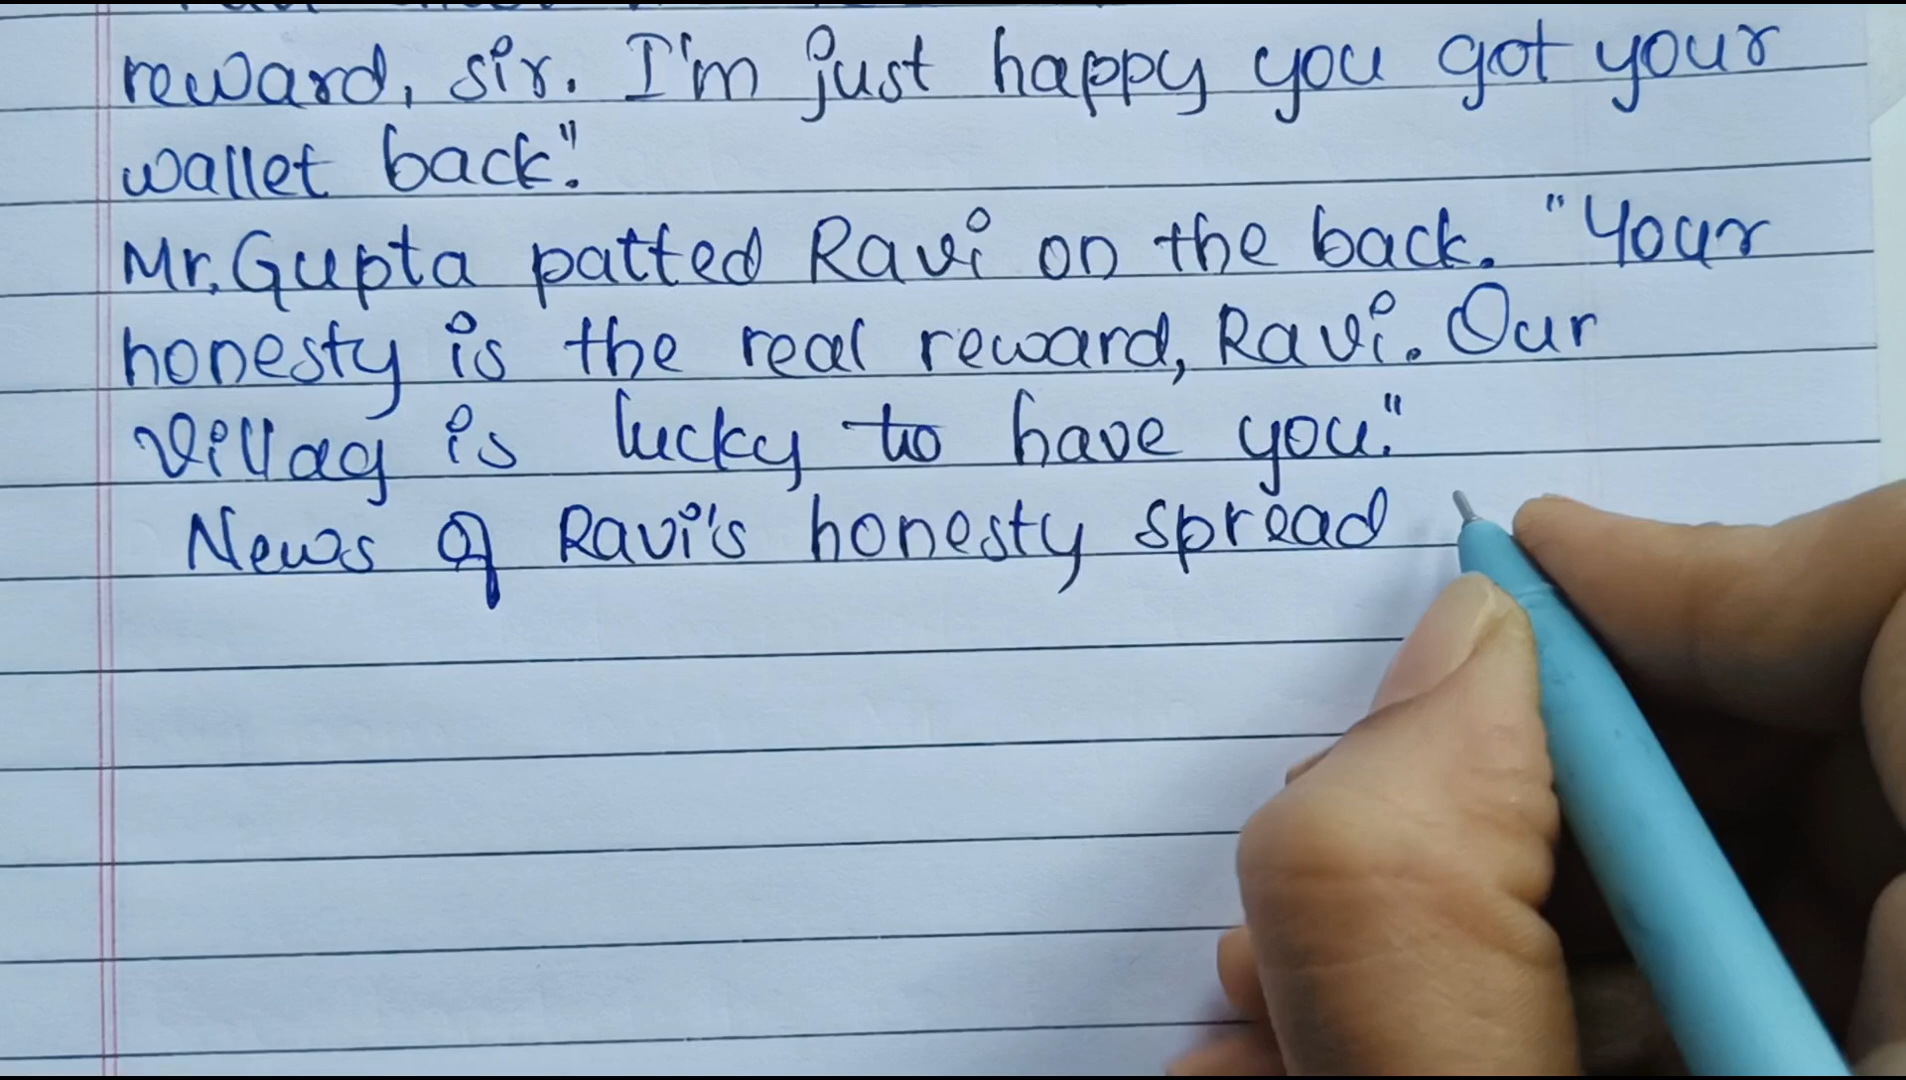 reward, sir. I'm just happy you got your
wallet back."
Mr. Gupta patted Ravi on the back. "Your
honesty is the real reward, Ravi. Our
villag is lucky to have you."
News of Ravi's honesty spread